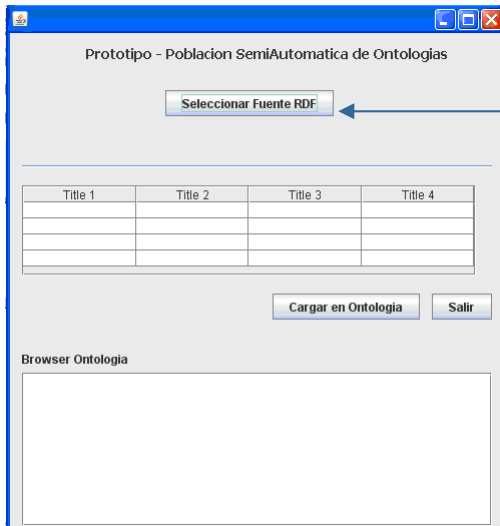 Prototipo - Poblacion SemiAutomatica de Ontologias
Seleccionar Fuente RDF
Title 1 Title 2 Title 3 Title 4
Cargar en Ontologia Salir
Browser Ontologia